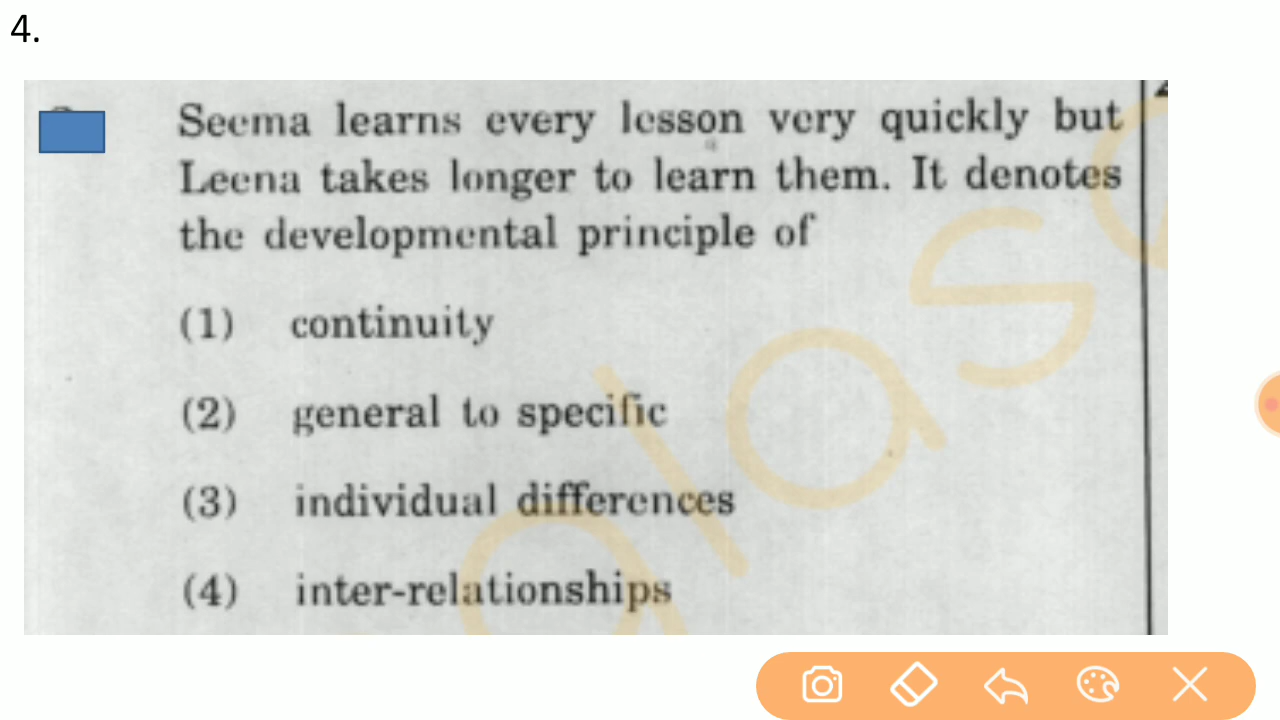 4.
Seema learns every lesson very quickly but
Leena takes longer to learn them. It denotes
the developmental principle of
(1) continuity
(2) general to specific
(3) individual differences
(4) inter-relationships